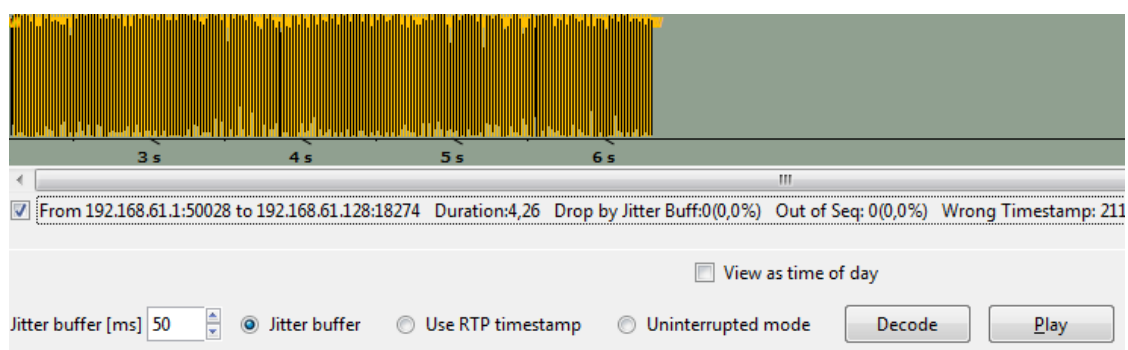 3 s 4 s 5 s 6 s
From 192.168.61.1:50028 to 192.168.61.128:18274 Duration:4,26 Drop by Jitter Buff:0(0,0%) Out of Seq: 0(0,0%) Wrong Timestamp: 211
View as time of day
Jitter buffer [ms] 50 Jitter buffer Use RTP timestamp Uninterrupted mode Decode Play